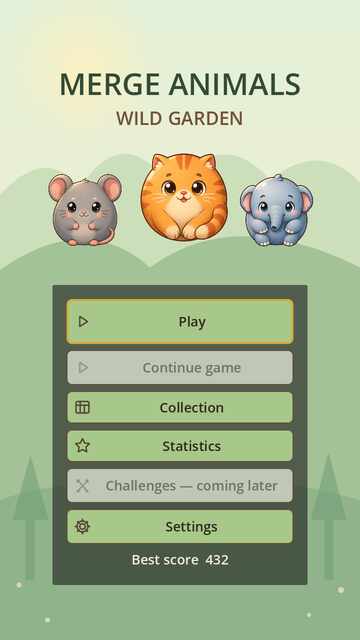 MERGE ANIMALS
WILD GARDEN
Play
Continue game
Collection
Statistics
Challenges — coming later
Settings
Best score 432